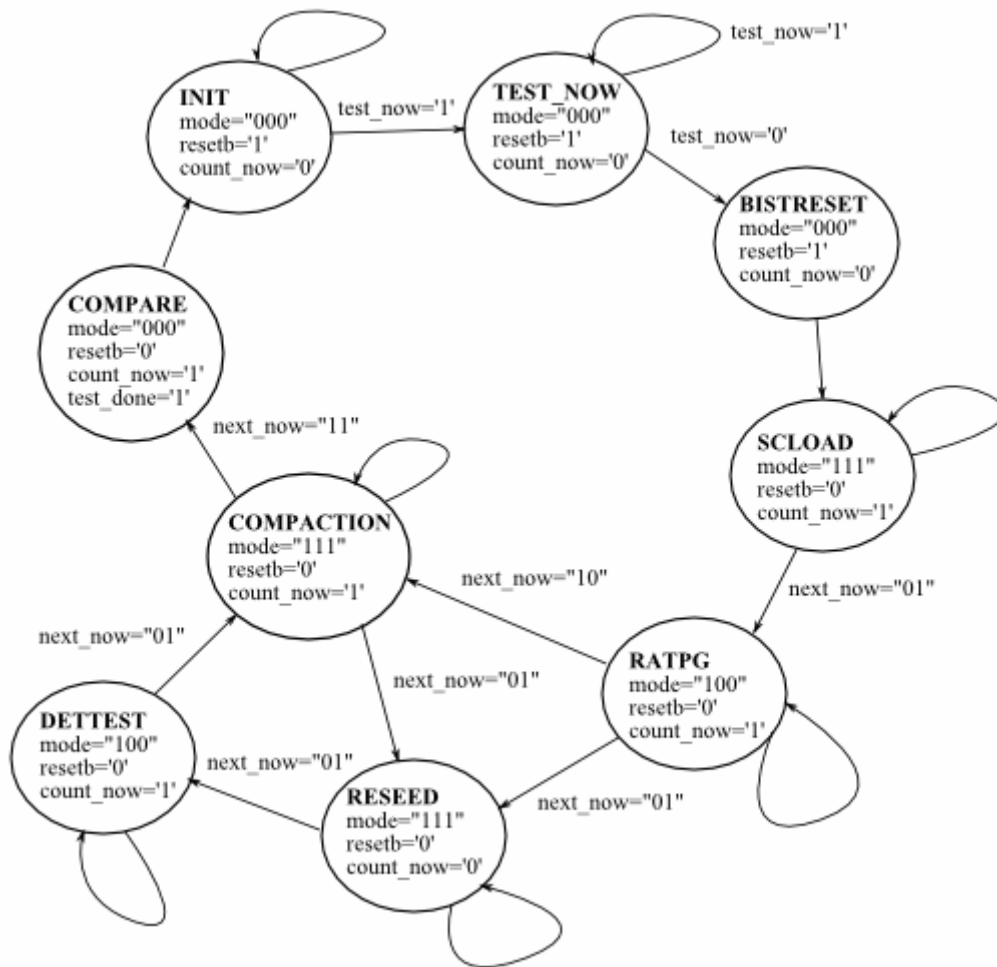 INIT
mode="000"
resetb='1'
count_now='0'
test_now='1'
TEST_NOW
mode="000"
resetb='1'
count_now='0'
test_now='1'
test_now='0'
BISTRESET
mode="000"
resetb='1'
count_now='0'
COMPARE
mode="000"
resetb='0'
count_now='1'
test_done='1'
next_now="11"
SCLOAD
mode="111"
resetb='0'
count_now='1'
COMPACTION
mode="111"
resetb='0'
count_now='1'
next_now="10"
next_now="01"
next_now="01"
next_now="01"
RATPG
mode="100"
resetb='0'
count_now='1'
DETTEST
mode="100"
resetb='0'
count_now='1'
next_now="01"
RESEED
mode="111"
resetb='0'
count_now='0'
next_now="01"